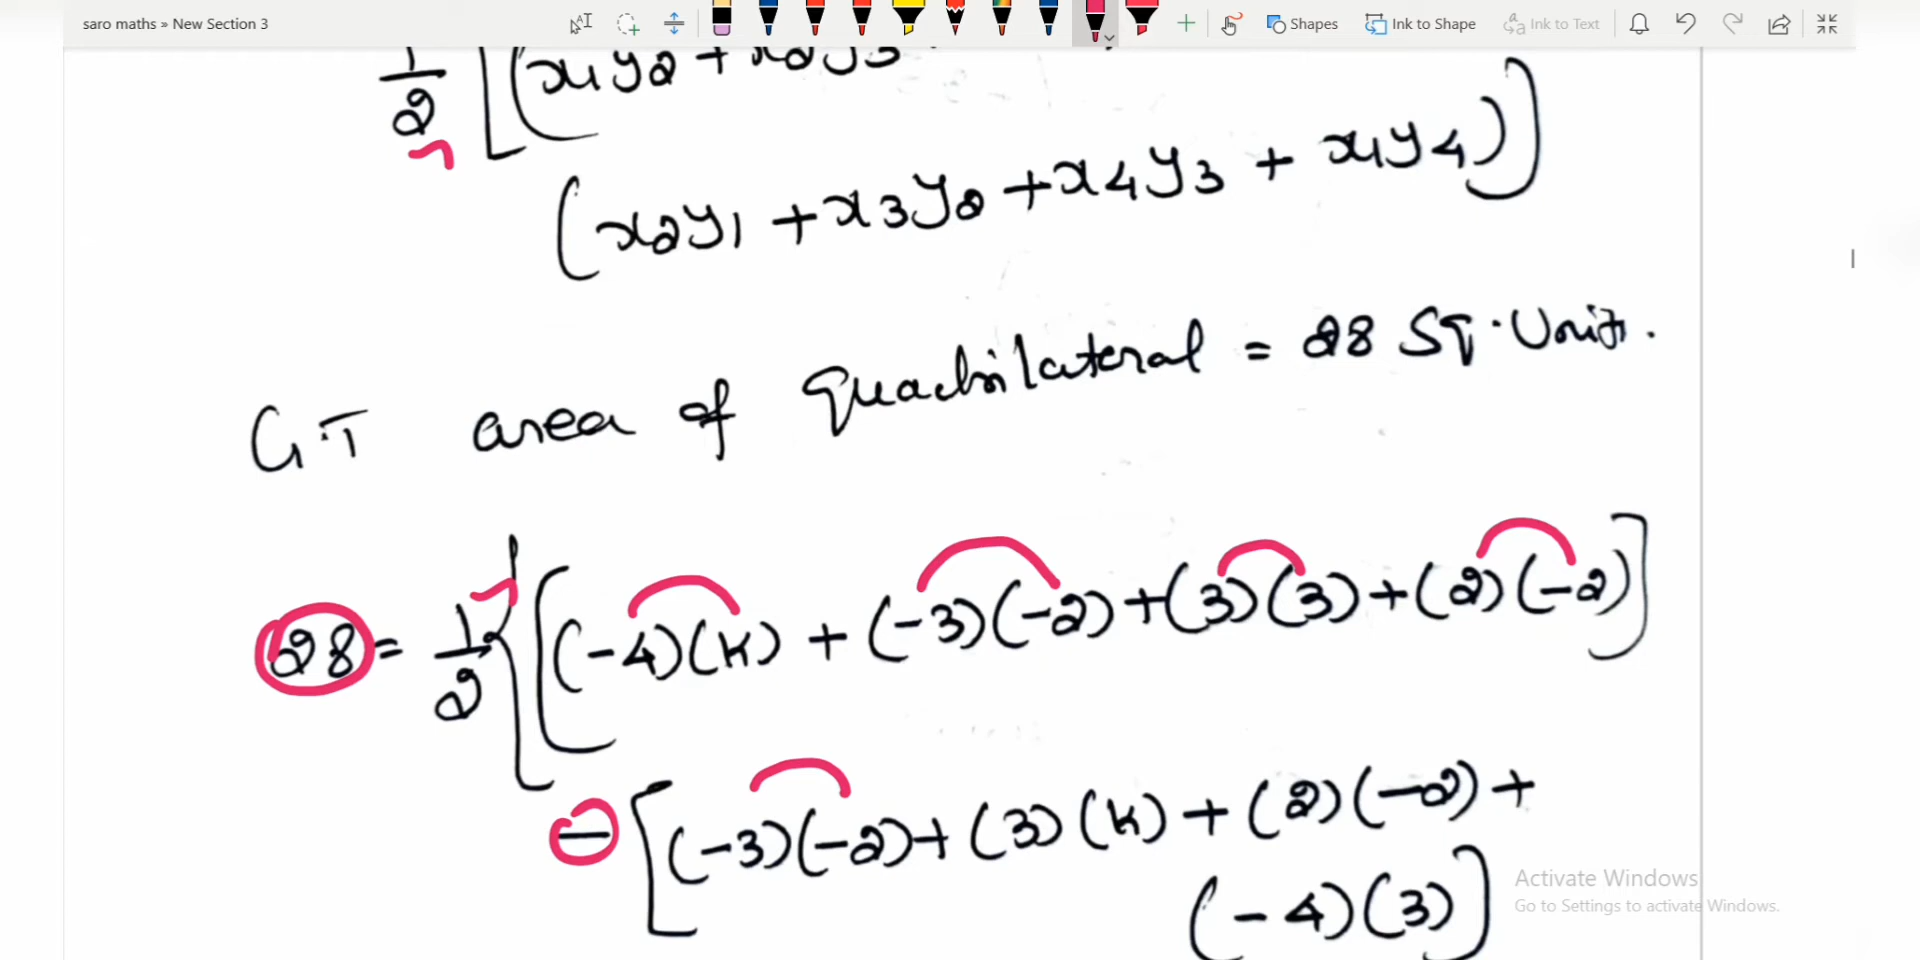 saro maths » New Section 3
Shapes
Ink to Shape
Ink to Text
1/2 [(x1y2 + x2y3
(x2y1 + x3y2 + x4y3 + x1y4)]
G.T area of quadrilateral = 28 Sq. Units.
28 = 1/2 {[(-4)(k) + (-3)(-2) + (3)(3) + (2)(-2)]
- [(-3)(-2) + (3)(k) + (2)(-2) +
(-4)(3)]
Activate Windows
Go to Settings to activate Windows.